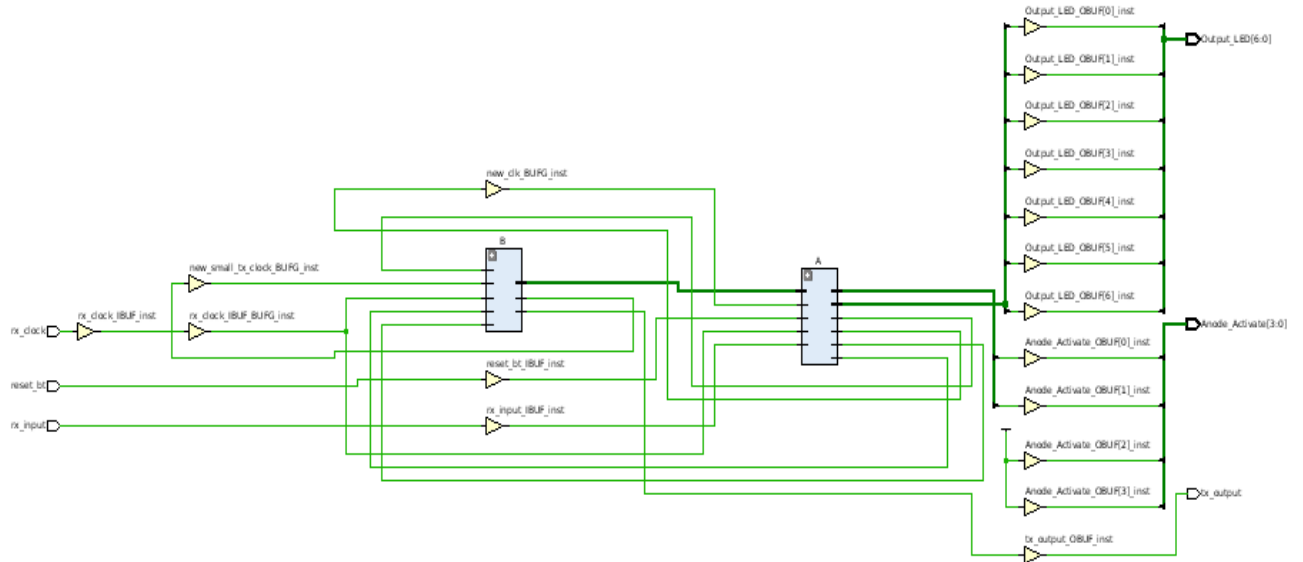 Output_LED_OBUF[0]_inst
Output_LED[6:0]
Output_LED_OBUF[1]_inst
Output_LED_OBUF[2]_inst
Output_LED_OBUF[3]_inst
new_clk_BUFG_inst
Output_LED_OBUF[4]_inst
B
Output_LED_OBUF[5]_inst
A
new_small_tx_clock_BUFG_inst
Output_LED_OBUF[6]_inst
rx_clock
rx_clock_IBUF_inst
rx_clock_IBUF_BUFG_inst
Anode_Activate[3:0]
Anode_Activate_OBUF[0]_inst
reset_bt
reset_bt_IBUF_inst
Anode_Activate_OBUF[1]_inst
rx_input
rx_input_IBUF_inst
Anode_Activate_OBUF[2]_inst
Anode_Activate_OBUF[3]_inst
tx_output
tx_output_OBUF_inst